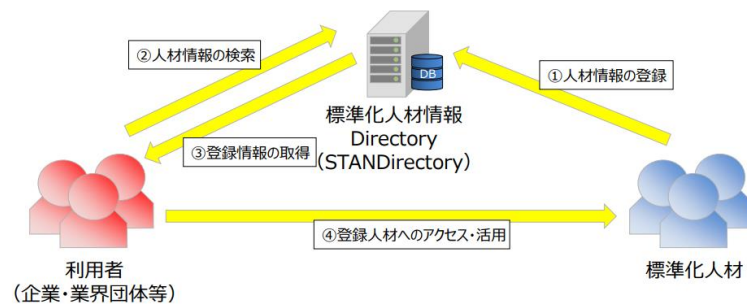 ②人材情報の検索
DB
①人材情報の登録
標準化人材情報
Directory
（STANDirectory）
③登録情報の取得
④登録人材へのアクセス・活用
利用者
（企業・業界団体等）
標準化人材